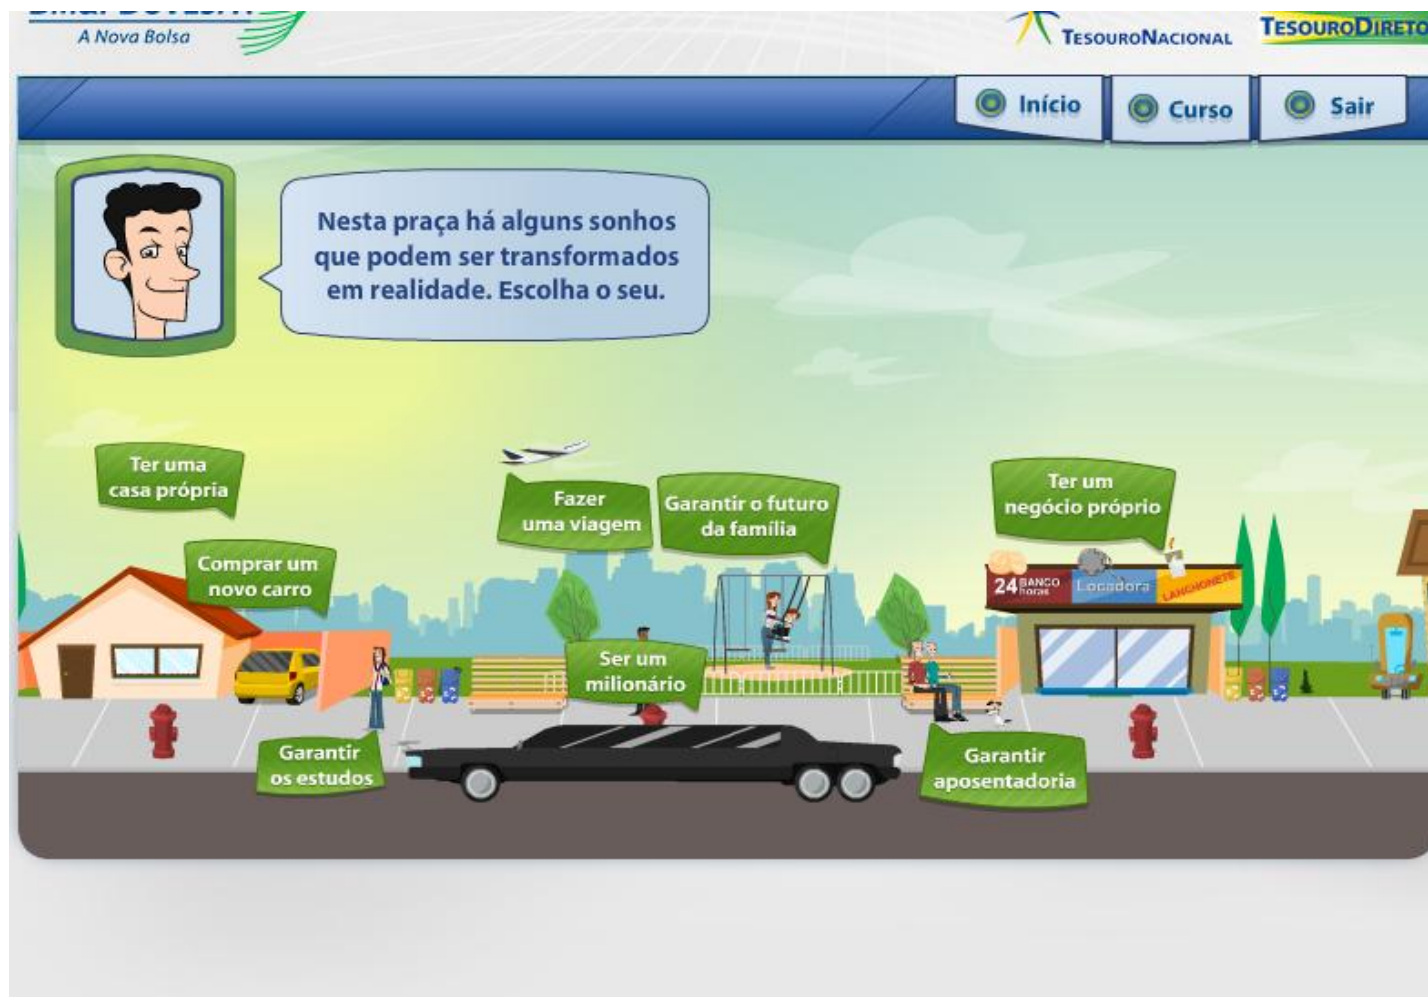 A Nova Bolsa
TESOURONACIONAL
TESOURODIRETO
Início
Curso
Sair
Nesta praça há alguns sonhos
que podem ser transformados
em realidade. Escolha o seu.
Ter uma
casa própria
Fazer
uma viagem
Garantir o futuro
da família
Ter um
negócio próprio
Comprar um
novo carro
24 BANCO
horas
Locadora
LANCHONETE
Ser um
milionário
Garantir
os estudos
Garantir
aposentadoria